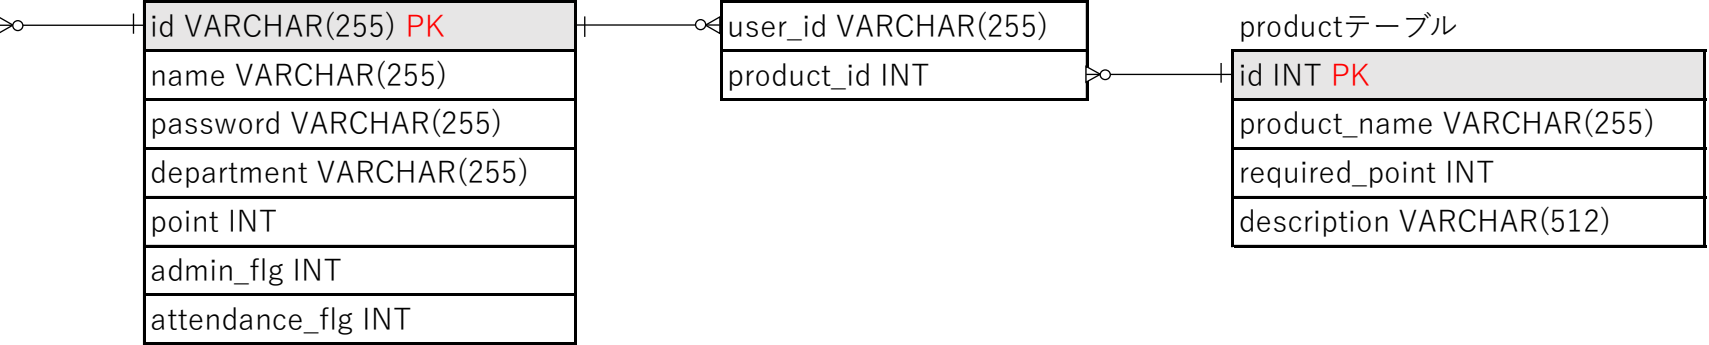 id VARCHAR(255) PK
name VARCHAR(255)
password VARCHAR(255)
department VARCHAR(255)
point INT
admin_flg INT
attendance_flg INT
user_id VARCHAR(255)
product_id INT
productテーブル
id INT PK
product_name VARCHAR(255)
required_point INT
description VARCHAR(512)